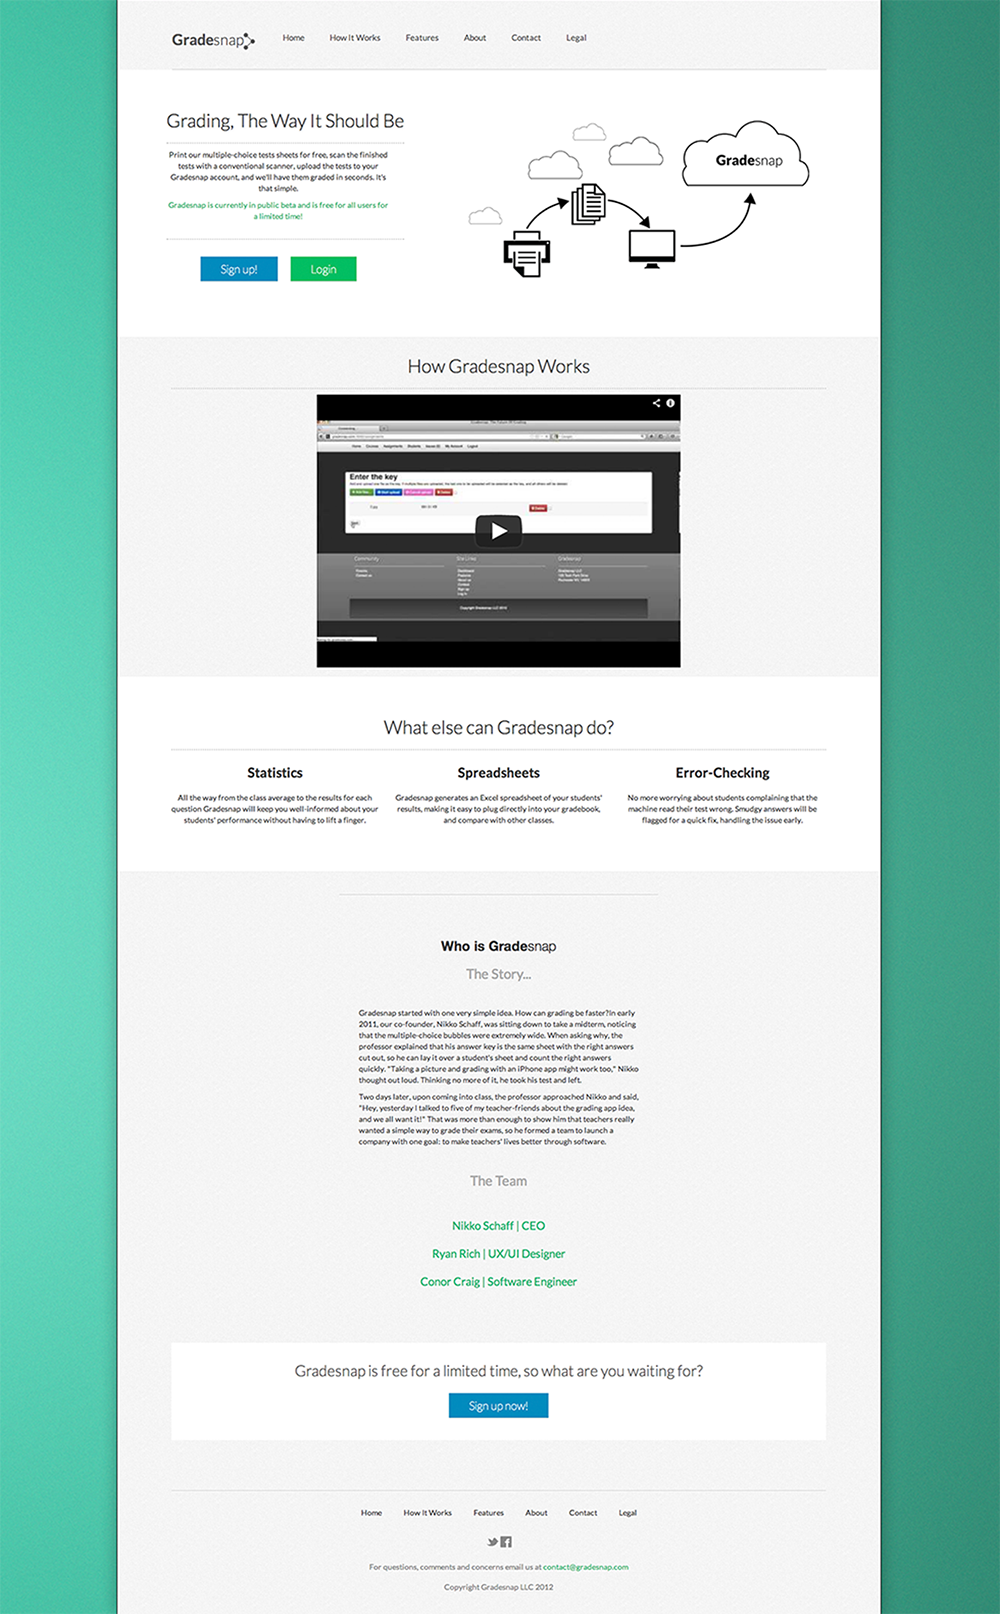 Gradesnap
Home How It Works Features About Contact Legal
Grading, The Way It Should Be
Print our multiple-choice tests sheets for free, scan the finished
tests with a conventional scanner, upload the tests to your
Gradesnap account, and we'll have them graded in seconds. It's
that simple.
Gradesnap is currently in public beta and is free for all users for
a limited time!
Sign up! Login
Gradesnap
How Gradesnap Works
Home Courses Assignments Students Issues (0) My Account Logout
Enter the key
Community Site Links Gradesnap
Copyright Gradesnap LLC 2012
What else can Gradesnap do?
Statistics
All the way from the class average to the results for each
question Gradesnap will keep you well-informed about your
students' performance without having to lift a finger.
Spreadsheets
Gradesnap generates an Excel spreadsheet of your students'
results, making it easy to plug directly into your gradebook,
and compare with other classes.
Error-Checking
No more worrying about students complaining that the
machine read their test wrong. Smudgy answers will be
flagged for a quick fix, handling the issue early.
Who is Gradesnap
The Story...
Gradesnap started with one very simple idea. How can grading be faster?In early
2011, our co-founder, Nikko Schaff, was sitting down to take a midterm, noticing
that the multiple-choice bubbles were extremely wide. When asking why, the
professor explained that his answer key is the same sheet with the right answers
cut out, so he can lay it over a student's sheet and count the right answers
quickly. "Taking a picture and grading with an iPhone app might work too," Nikko
thought out loud. Thinking no more of it, he took his test and left.
Two days later, upon coming into class, the professor approached Nikko and said,
"Hey, yesterday I talked to five of my teacher-friends about the grading app idea,
and we all want it!" That was more than enough to show him that teachers really
wanted a simple way to grade their exams, so he formed a team to launch a
company with one goal: to make teachers' lives better through software.
The Team
Nikko Schaff | CEO
Ryan Rich | UX/UI Designer
Conor Craig | Software Engineer
Gradesnap is free for a limited time, so what are you waiting for?
Sign up now!
Home How It Works Features About Contact Legal
For questions, comments and concerns email us at contact@gradesnap.com
Copyright Gradesnap LLC 2012